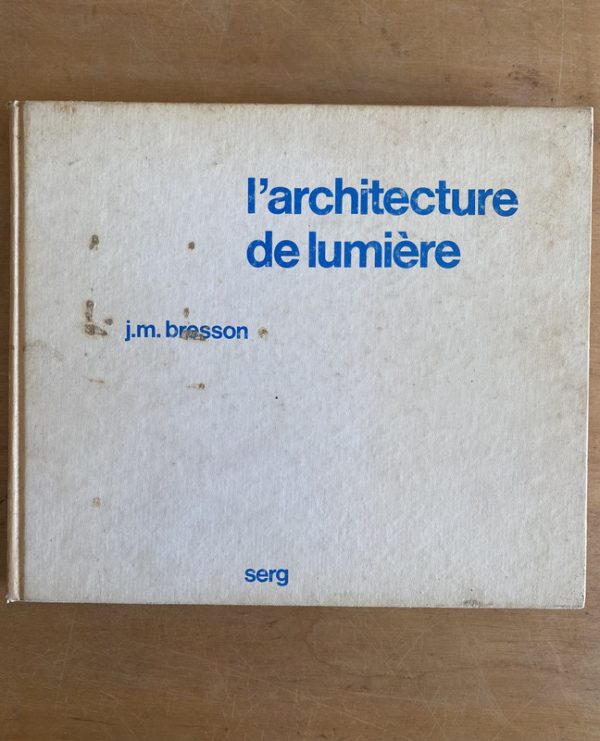 l’architecture
de lumière
j.m. bresson
serg